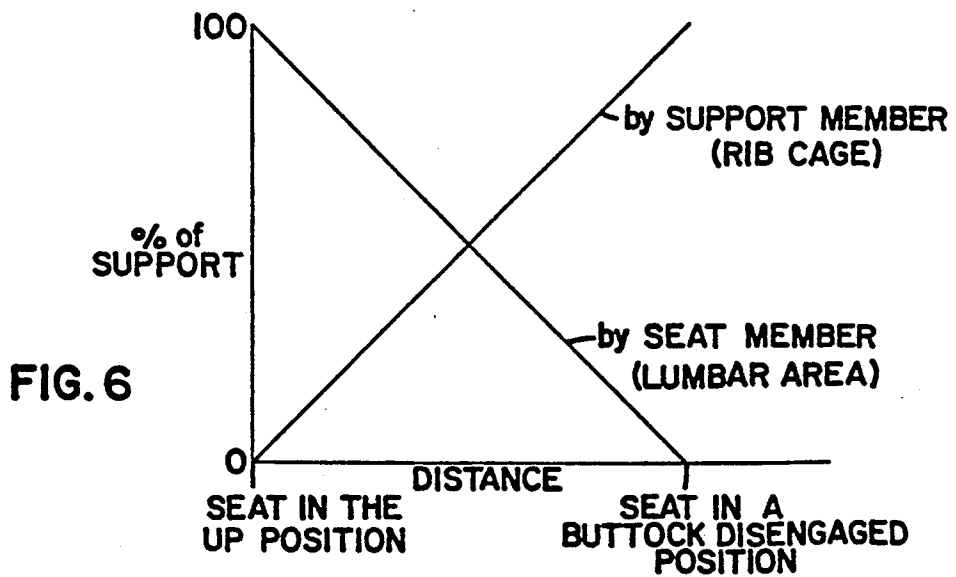 100
by SUPPORT MEMBER
(RIB CAGE)
% of
SUPPORT
by SEAT MEMBER
(LUMBAR AREA)
FIG. 6
0
DISTANCE
SEAT IN THE
UP POSITION
SEAT IN A
BUTTOCK DISENGAGED
POSITION